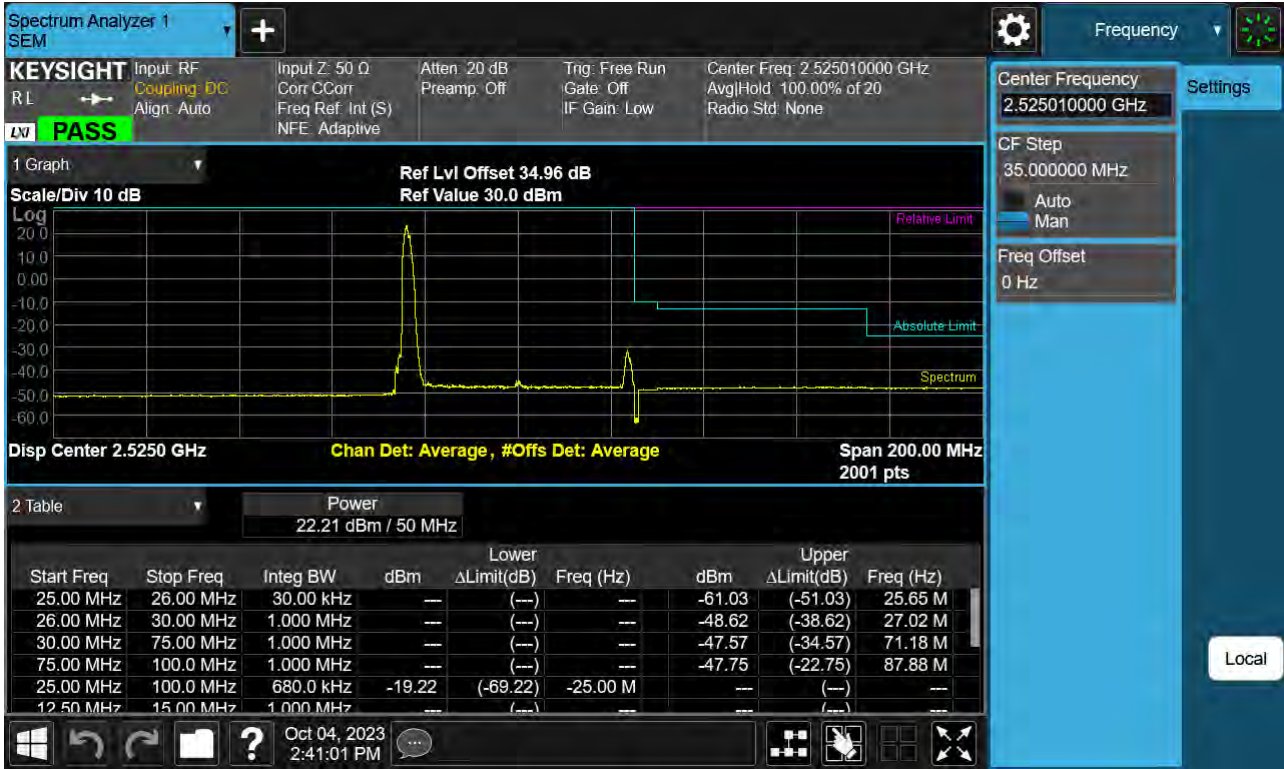 Spectrum Analyzer 1
SEM
Frequency
KEYSIGHT
Input: RF
Coupling: DC
Align: Auto
Input Z: 50 Ω
Corr CCorr
Freq Ref: Int (S)
NFE: Adaptive
Atten: 20 dB
Preamp: Off
Trig: Free Run
Gate: Off
IF Gain: Low
Center Freq: 2.525010000 GHz
Avg|Hold: 100.00% of 20
Radio Std: None
R L
LXI
PASS
Center Frequency
2.525010000 GHz
Settings
CF Step
35.000000 MHz
Auto
Man
Freq Offset
0 Hz
Local
1 Graph
Scale/Div 10 dB
Ref Lvl Offset 34.96 dB
Ref Value 30.0 dBm
Log
20.0
10.0
0.00
-10.0
-20.0
-30.0
-40.0
-50.0
-60.0
Relative Limit
Absolute Limit
Spectrum
Disp Center 2.5250 GHz
Chan Det: Average, #Offs Det: Average
Span 200.00 MHz
2001 pts
2 Table
Power
22.21 dBm / 50 MHz
Lower Upper
Start Freq Stop Freq Integ BW dBm ΔLimit(dB) Freq (Hz) dBm ΔLimit(dB) Freq (Hz)
25.00 MHz 26.00 MHz 30.00 kHz --- (---) --- -61.03 (-51.03) 25.65 M
26.00 MHz 30.00 MHz 1.000 MHz --- (---) --- -48.62 (-38.62) 27.02 M
30.00 MHz 75.00 MHz 1.000 MHz --- (---) --- -47.57 (-34.57) 71.18 M
75.00 MHz 100.0 MHz 1.000 MHz --- (---) --- -47.75 (-22.75) 87.88 M
25.00 MHz 100.0 MHz 680.0 kHz -19.22 (-69.22) -25.00 M --- (---) ---
12.50 MHz 15.00 MHz 1.000 MHz --- (---) --- --- (---) ---
?
Oct 04, 2023
2:41:01 PM